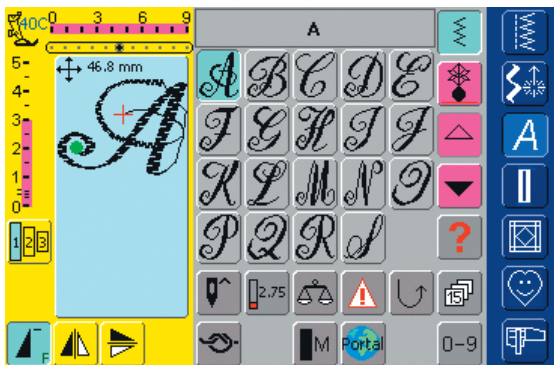 40C
0 3 6 9
A
5-
46.8 mm
4-
3-
2-
1-
0
A
A B C D E
F G H I J
K L M N O
P Q R S
?
A
1 2 3
2.75
15
F
M
Portal
0-9